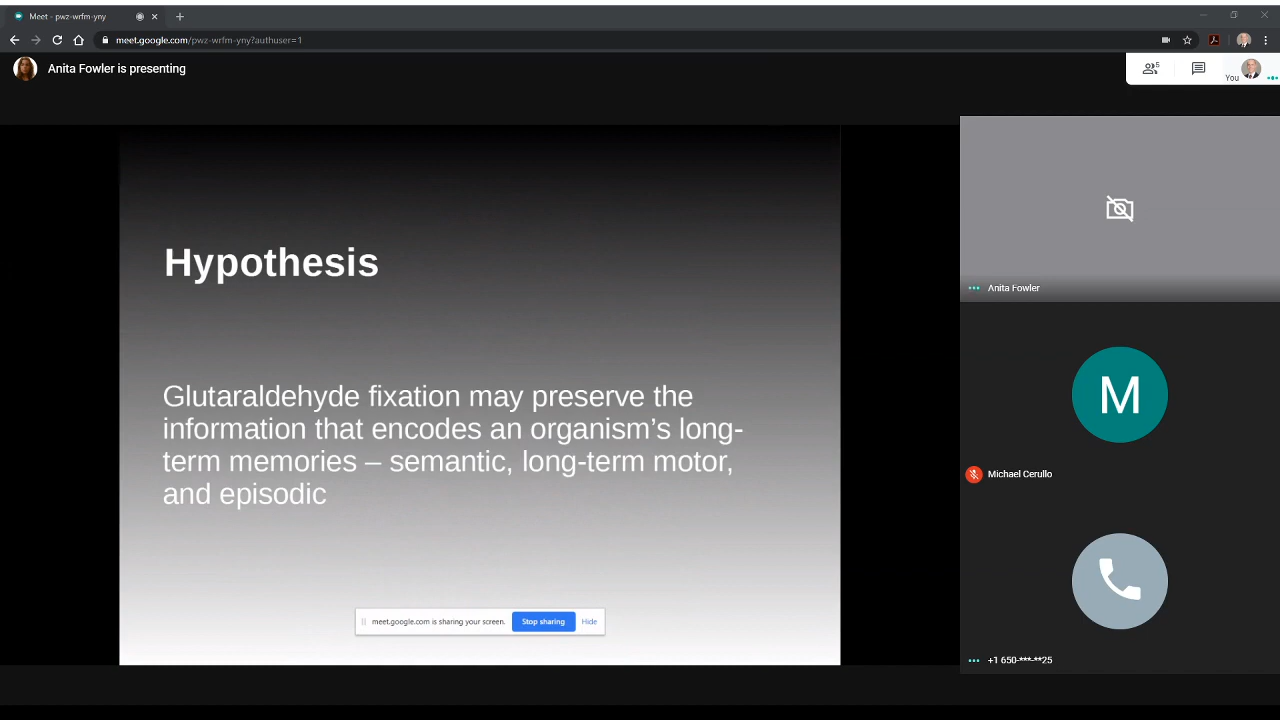 Meet - pwz-wrfm-yny
meet.google.com/pwz-wrfm-yny?authuser=1
Anita Fowler is presenting
5
You
Hypothesis
Glutaraldehyde fixation may preserve the
information that encodes an organism’s long-
term memories – semantic, long-term motor,
and episodic
meet.google.com is sharing your screen.
Stop sharing
Hide
Anita Fowler
M
Michael Cerullo
+1 650-***-**25